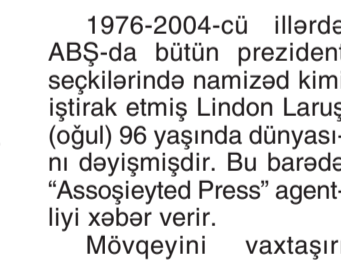 1976-2004-cü illərdə
ABŞ-da bütün prezident
seçkilərində namizəd kimi
iştirak etmiş Lindon Laruş
(oğul) 96 yaşında dünyası-
nı dəyişmişdir. Bu barədə
“Assoşieyted Press” agent-
liyi xəbər verir.
Mövqeyini vaxtaşırı